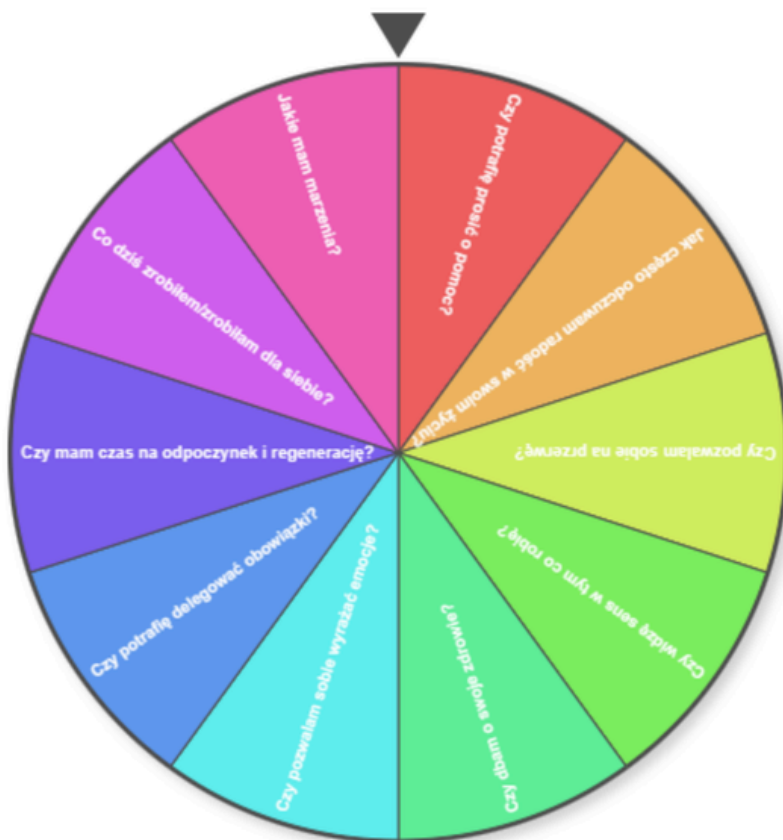 Czy potrafię prosić o pomoc?
Jak często odczuwam radość w swoim życiu?
Czy pozwalam sobie na przerwę?
Czy widzę sens w tym co robię?
Czy dbam o swoje zdrowie?
Czy pozwalam sobie wyrażać emocje?
Czy potrafię delegować obowiązki?
Czy mam czas na odpoczynek i regenerację?
Co dziś zrobiłem/zrobiłam dla siebie?
Jakie mam marzenia?